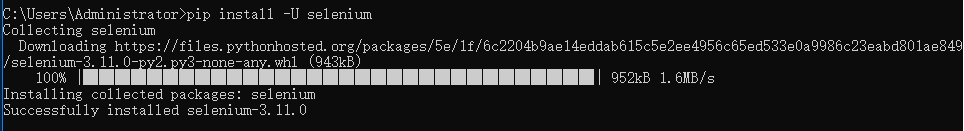 C:\Users\Administrator>pip install -U selenium
Collecting selenium
  Downloading https://files.pythonhosted.org/packages/5e/1f/6c2204b9ae14eddab615c5e2ee4956c65ed533e0a9986c23eabd801ae849
/selenium-3.11.0-py2.py3-none-any.whl (943kB)
    100% |████████████████████████████████| 952kB 1.6MB/s
Installing collected packages: selenium
Successfully installed selenium-3.11.0